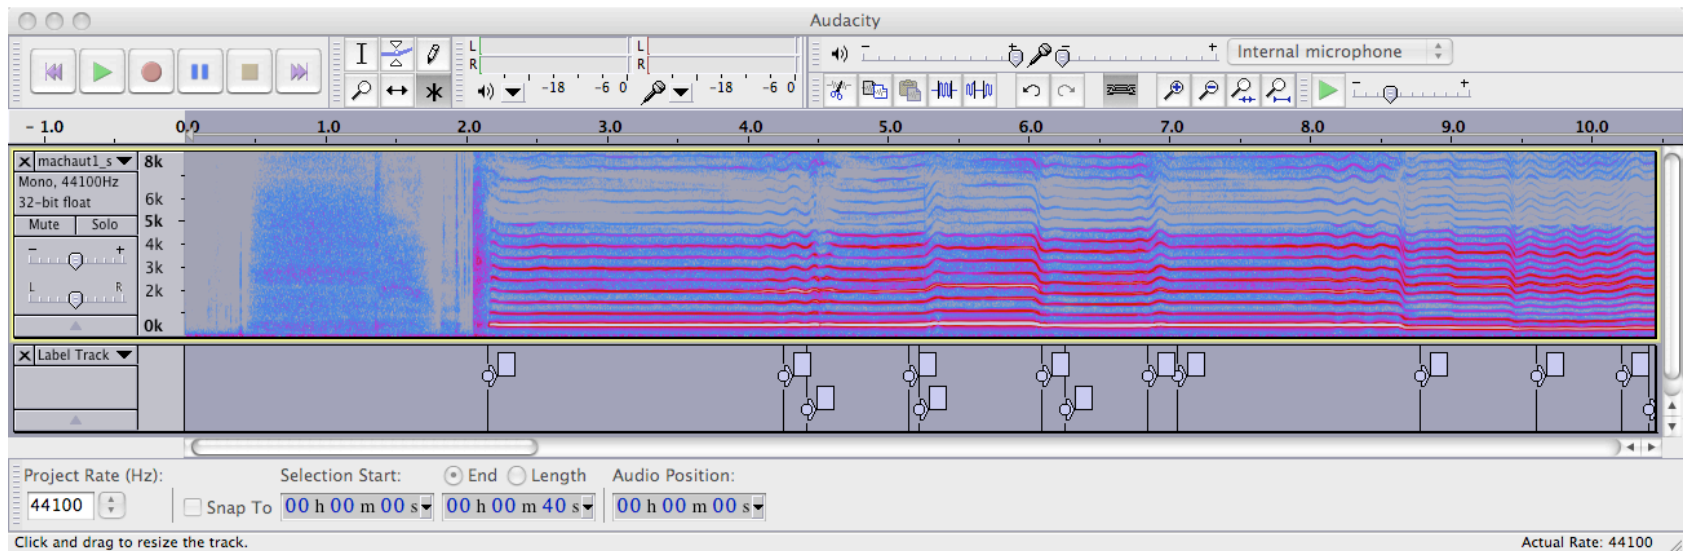 Audacity
L
R
-18 -6 0
L
R
-18 -6 0
- +
- +
Internal microphone
- +
- 1.0 0.0 1.0 2.0 3.0 4.0 5.0 6.0 7.0 8.0 9.0 10.0
machaut1_s
Mono, 44100Hz
32-bit float
Mute Solo
- +
L R
8k
6k
5k
4k
3k
2k
0k
Label Track
Project Rate (Hz):
44100
Snap To
Selection Start:
00 h 00 m 00 s
End Length
00 h 00 m 40 s
Audio Position:
00 h 00 m 00 s
Click and drag to resize the track.
Actual Rate: 44100